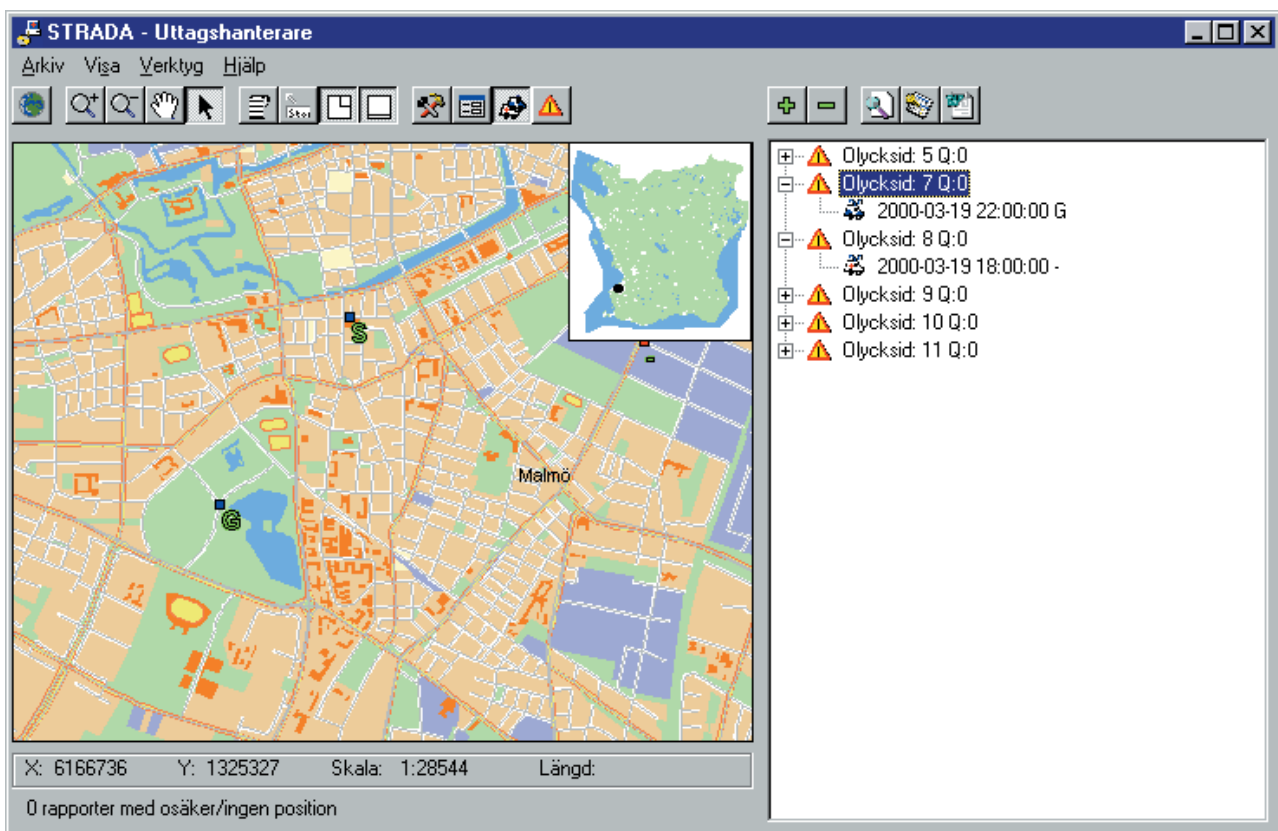 STRADA - Uttagshanterare
Arkiv Visa Verktyg Hjälp
Stor
S
Malmö
G
X: 6166736 Y: 1325327 Skala: 1:28544 Längd:
0 rapporter med osäker/ingen position
Olycksid: 5 Q:0
Olycksid: 7 Q:0
2000-03-19 22:00:00 G
Olycksid: 8 Q:0
2000-03-19 18:00:00 -
Olycksid: 9 Q:0
Olycksid: 10 Q:0
Olycksid: 11 Q:0